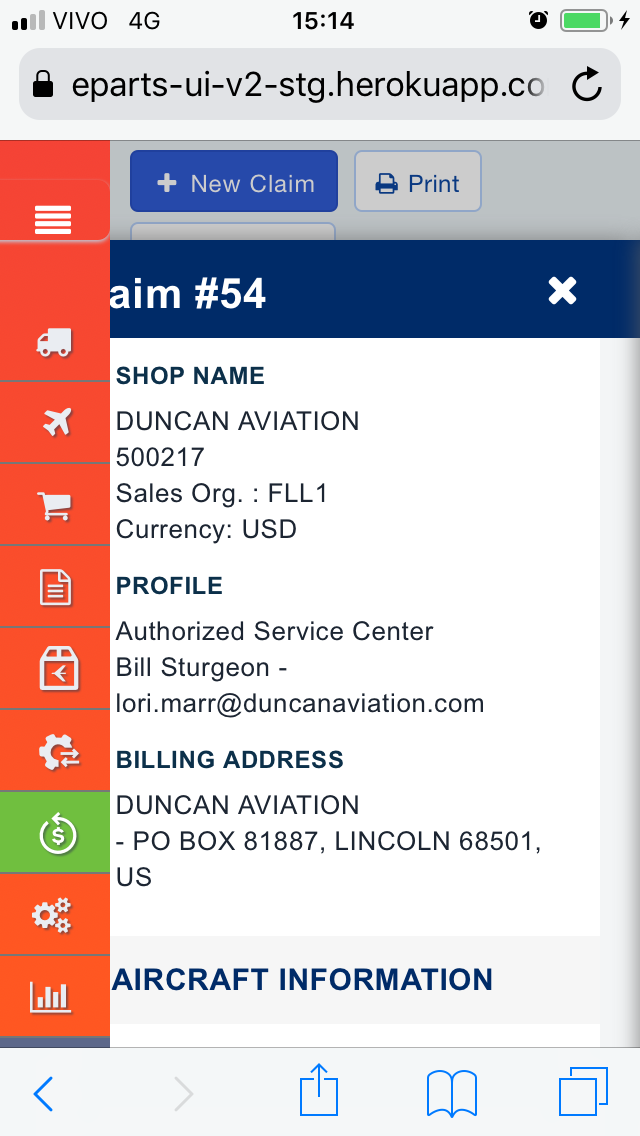 VIVO 4G 15:14
eparts-ui-v2-stg.herokuapp.co
New Claim Print
aim #54
SHOP NAME
DUNCAN AVIATION
500217
Sales Org. : FLL1
Currency: USD
PROFILE
Authorized Service Center
Bill Sturgeon -
lori.marr@duncanaviation.com
BILLING ADDRESS
DUNCAN AVIATION
- PO BOX 81887, LINCOLN 68501,
US
AIRCRAFT INFORMATION